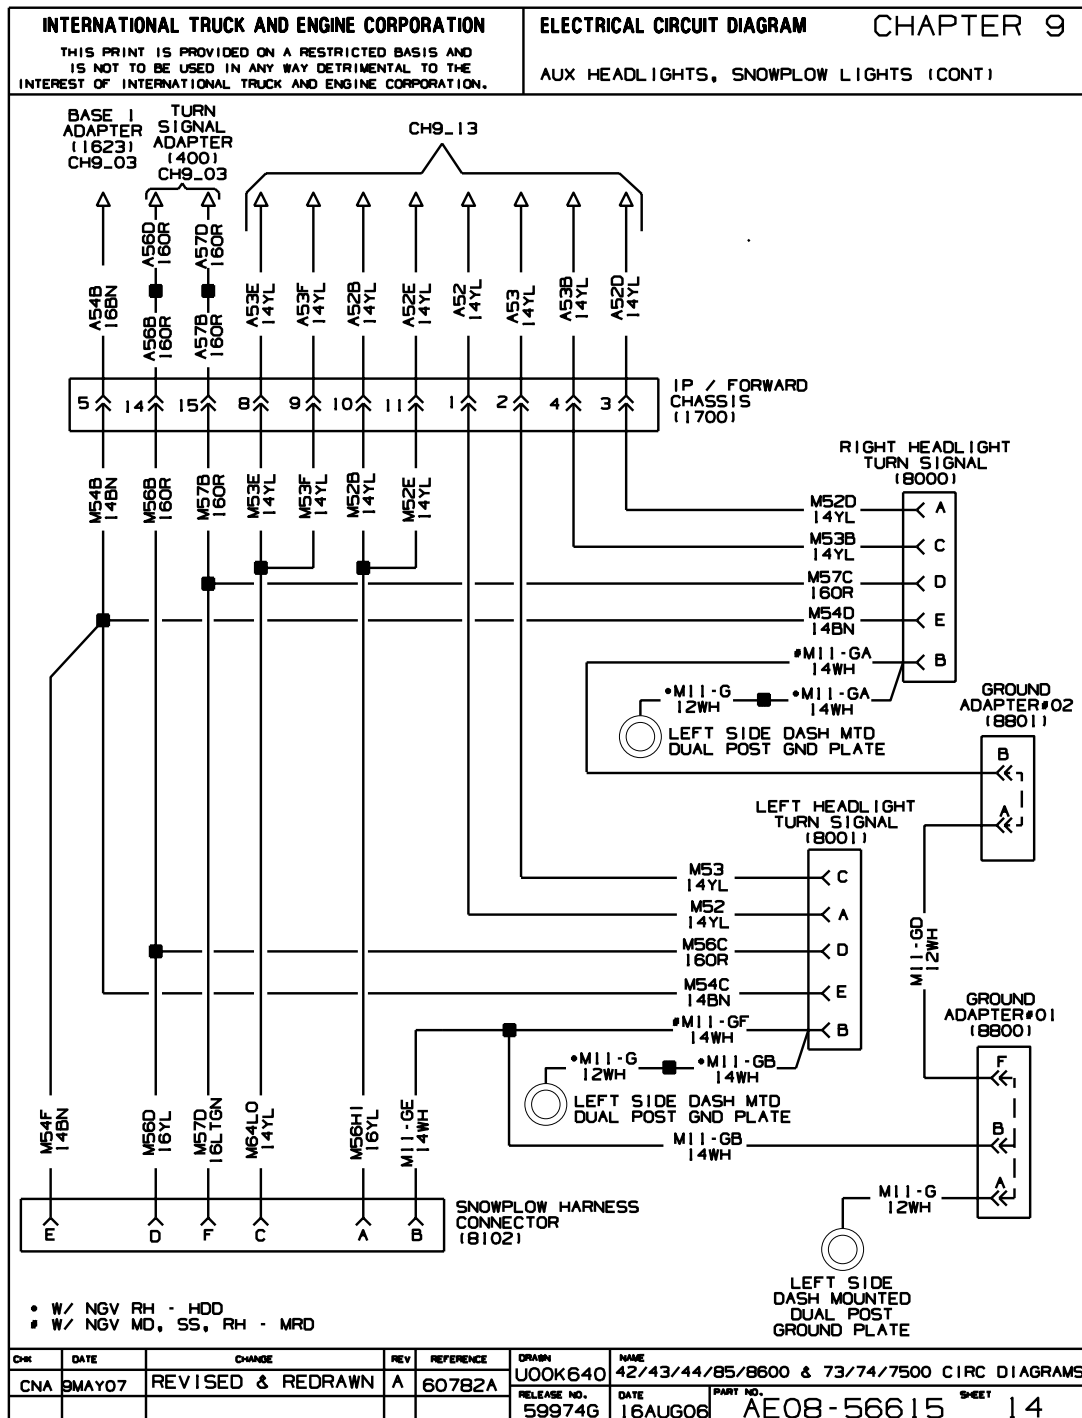 INTERNATIONAL TRUCK AND ENGINE CORPORATION
THIS PRINT IS PROVIDED ON A RESTRICTED BASIS AND
IS NOT TO BE USED IN ANY WAY DETRIMENTAL TO THE
INTEREST OF INTERNATIONAL TRUCK AND ENGINE CORPORATION.
ELECTRICAL CIRCUIT DIAGRAM
CHAPTER 9
AUX HEADLIGHTS, SNOWPLOW LIGHTS (CONT)
BASE 1
ADAPTER
(1623)
CH9_03
TURN
SIGNAL
ADAPTER
(400)
CH9_03
CH9_13
A56D
16OR
A57D
16OR
A54B
16BN
A56B
16OR
A57B
16OR
A53E
14YL
A53F
14YL
A52B
14YL
A52E
14YL
A52
14YL
A53
14YL
A53B
14YL
A52D
14YL
5
14
15
8
9
10
11
1
2
4
3
IP / FORWARD
CHASSIS
(1700)
M54B
14BN
M56B
16OR
M57B
16OR
M53E
14YL
M53F
14YL
M52B
14YL
M52E
14YL
RIGHT HEADLIGHT
TURN SIGNAL
(8000)
M52D
14YL
A
M53B
14YL
C
M57C
16OR
D
M54D
14BN
E
#M11-GA
14WH
B
*M11-G
12WH
*M11-GA
14WH
LEFT SIDE DASH MTD
DUAL POST GND PLATE
GROUND
ADAPTER#02
(8801)
B
A
LEFT HEADLIGHT
TURN SIGNAL
(8001)
M53
14YL
C
M52
14YL
A
M56C
16OR
D
M54C
14BN
E
#M11-GF
14WH
B
*M11-G
12WH
*M11-GB
14WH
LEFT SIDE DASH MTD
DUAL POST GND PLATE
M11-GD
12WH
GROUND
ADAPTER#01
(8800)
F
B
A
M11-GB
14WH
M11-G
12WH
M54F
14BN
M56D
16YL
M57D
16LTGN
M64LO
14YL
M56HI
16YL
M11-GE
14WH
E
D
F
C
A
B
SNOWPLOW HARNESS
CONNECTOR
(8102)
LEFT SIDE
DASH MOUNTED
DUAL POST
GROUND PLATE
* W/ NGV RH - HDD
# W/ NGV MD, SS, RH - MRD
CHK DATE CHANGE REV REFERENCE
CNA 9MAY07 REVISED & REDRAWN A 60782A
DRAWN
U00K640
NAME
42/43/44/85/8600 & 73/74/7500 CIRC DIAGRAMS
RELEASE NO.
59974G
DATE
16AUG06
PART NO.
AE08-56615
SHEET
14